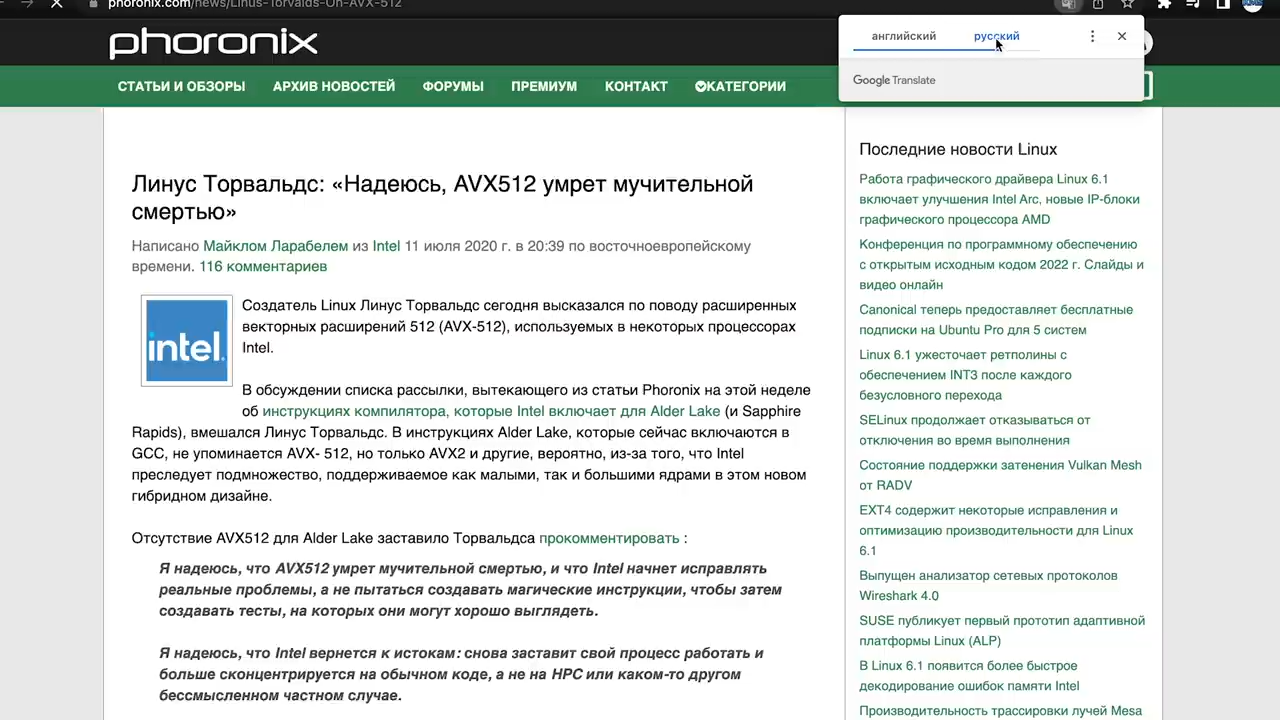 phoronix.com/news/Linus-Torvalds-On-AVX-512
английский русский
Google Translate
phoronix
СТАТЬИ И ОБЗОРЫ АРХИВ НОВОСТЕЙ ФОРУМЫ ПРЕМИУМ КОНТАКТ КАТЕГОРИИ
Линус Торвальдс: «Надеюсь, AVX512 умрет мучительной
смертью»
Написано Майклом Ларабелем из Intel 11 июля 2020 г. в 20:39 по восточноевропейскому
времени. 116 комментариев
intel.
Создатель Linux Линус Торвальдс сегодня высказался по поводу расширенных
векторных расширений 512 (AVX-512), используемых в некоторых процессорах
Intel.
В обсуждении списка рассылки, вытекающего из статьи Phoronix на этой неделе
об инструкциях компилятора, которые Intel включает для Alder Lake (и Sapphire
Rapids), вмешался Линус Торвальдс. В инструкциях Alder Lake, которые сейчас включаются в
GCC, не упоминается AVX- 512, но только AVX2 и другие, вероятно, из-за того, что Intel
преследует подмножество, поддерживаемое как малыми, так и большими ядрами в этом новом
гибридном дизайне.
Отсутствие AVX512 для Alder Lake заставило Торвальдса прокомментировать :
Я надеюсь, что AVX512 умрет мучительной смертью, и что Intel начнет исправлять
реальные проблемы, а не пытаться создавать магические инструкции, чтобы затем
создавать тесты, на которых они могут хорошо выглядеть.
Я надеюсь, что Intel вернется к истокам: снова заставит свой процесс работать и
больше сконцентрируется на обычном коде, а не на HPC или каком-то другом
бессмысленном частном случае.
Последние новости Linux
Работа графического драйвера Linux 6.1
включает улучшения Intel Arc, новые IP-блоки
графического процессора AMD
Конференция по программному обеспечению
с открытым исходным кодом 2022 г. Слайды и
видео онлайн
Canonical теперь предоставляет бесплатные
подписки на Ubuntu Pro для 5 систем
Linux 6.1 ужесточает ретполины с
обеспечением INT3 после каждого
безусловного перехода
SELinux продолжает отказываться от
отключения во время выполнения
Состояние поддержки затенения Vulkan Mesh
от RADV
EXT4 содержит некоторые исправления и
оптимизацию производительности для Linux
6.1
Выпущен анализатор сетевых протоколов
Wireshark 4.0
SUSE публикует первый прототип адаптивной
платформы Linux (ALP)
В Linux 6.1 появится более быстрое
декодирование ошибок памяти Intel
Производительность трассировки лучей Mesa